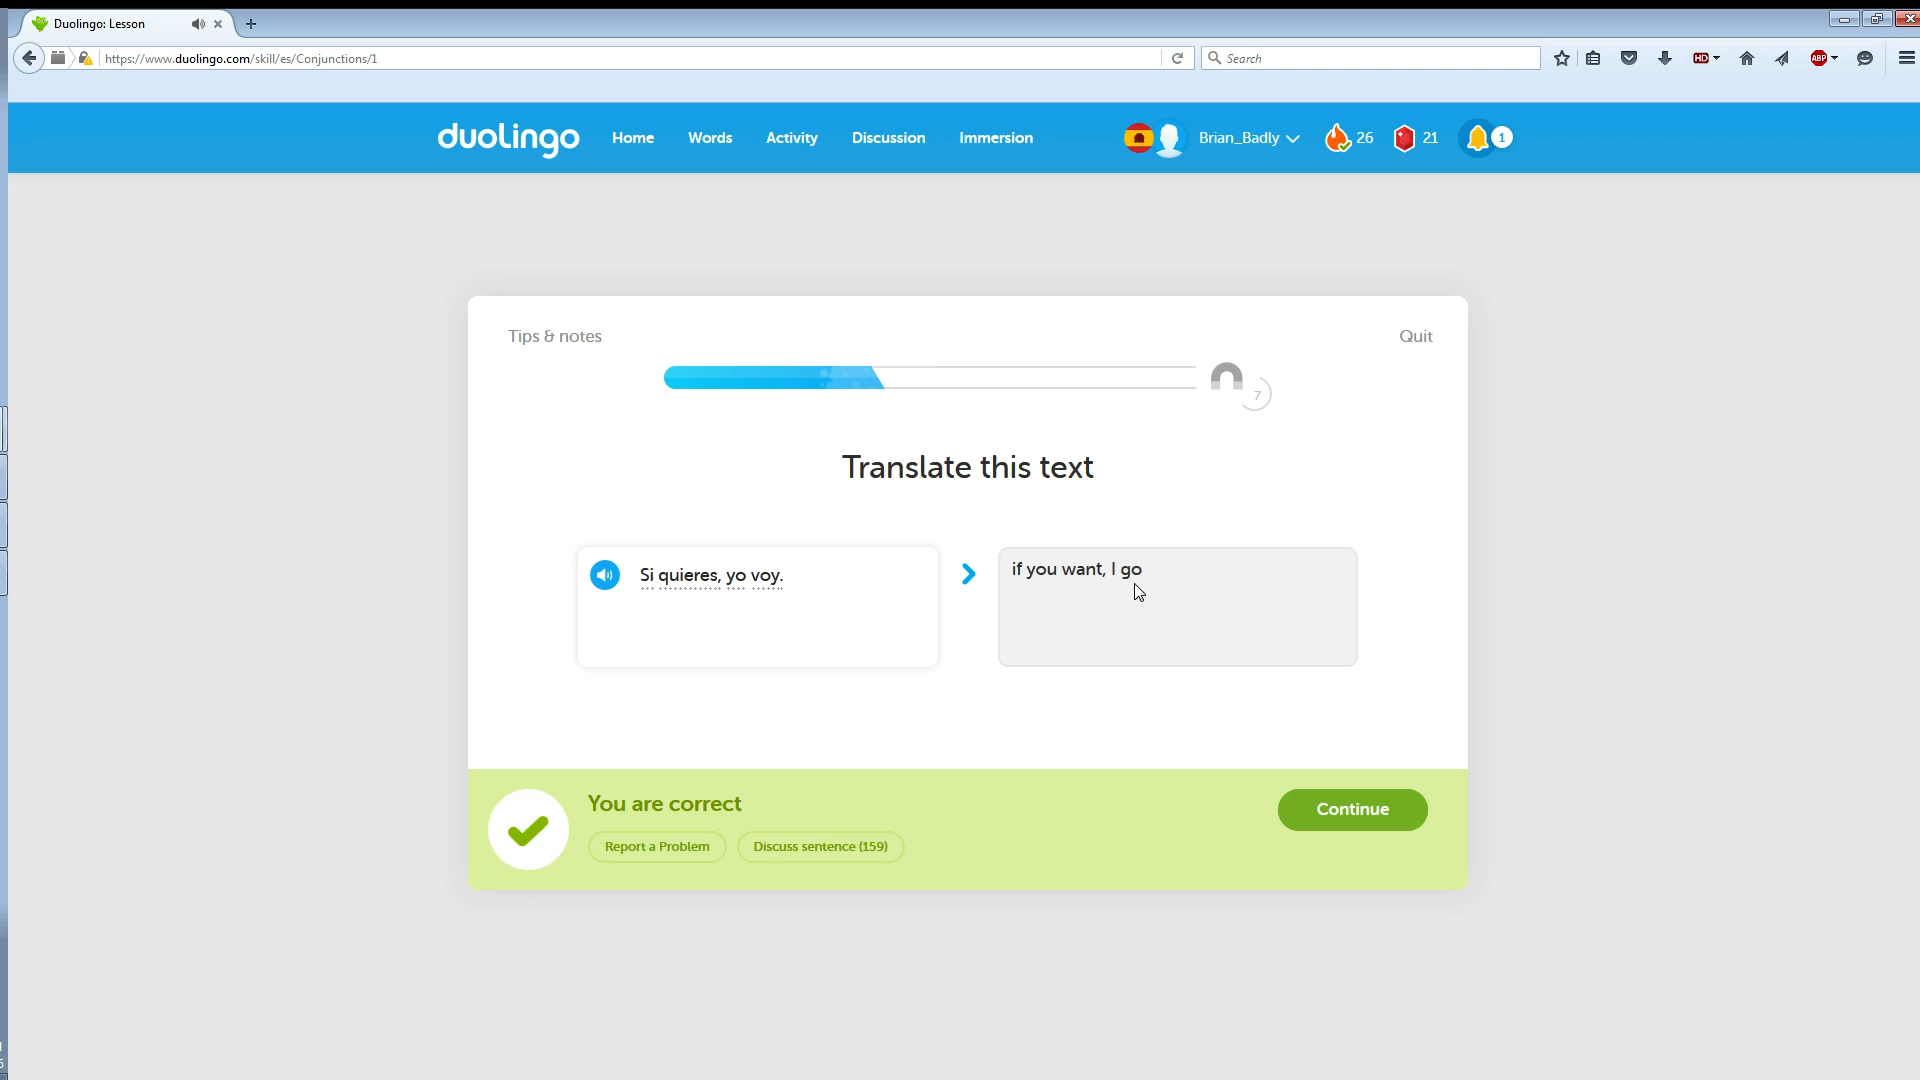 Duolingo: Lesson
https://www.duolingo.com/skill/es/Conjunctions/1
Search
HD
ABP
duolingo
Home
Words
Activity
Discussion
Immersion
Brian_Badly
26
21
1
Tips & notes
Quit
7
Translate this text
Si quieres, yo voy.
if you want, I go
You are correct
Report a Problem
Discuss sentence (159)
Continue